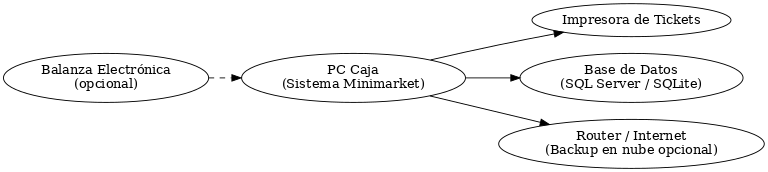 Balanza Electrónica
(opcional)
PC Caja
(Sistema Minimarket)
Impresora de Tickets
Base de Datos
(SQL Server / SQLite)
Router / Internet
(Backup en nube opcional)